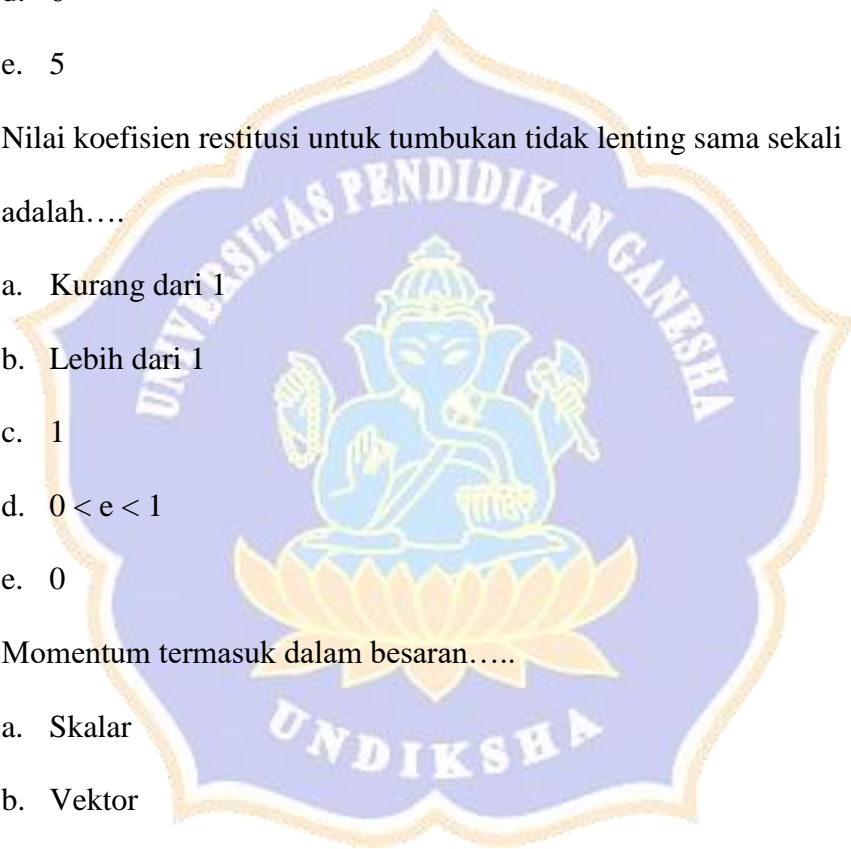 e. 5
Nilai koefisien restitusi untuk tumbukan tidak lenting sama sekali
adalah….
UNIVERSITAS PENDIDIKAN GANESHA
a. Kurang dari 1
b. Lebih dari 1
c. 1
d. 0 < e < 1
e. 0
Momentum termasuk dalam besaran…..
a. Skalar
UNDIKSHA
b. Vektor